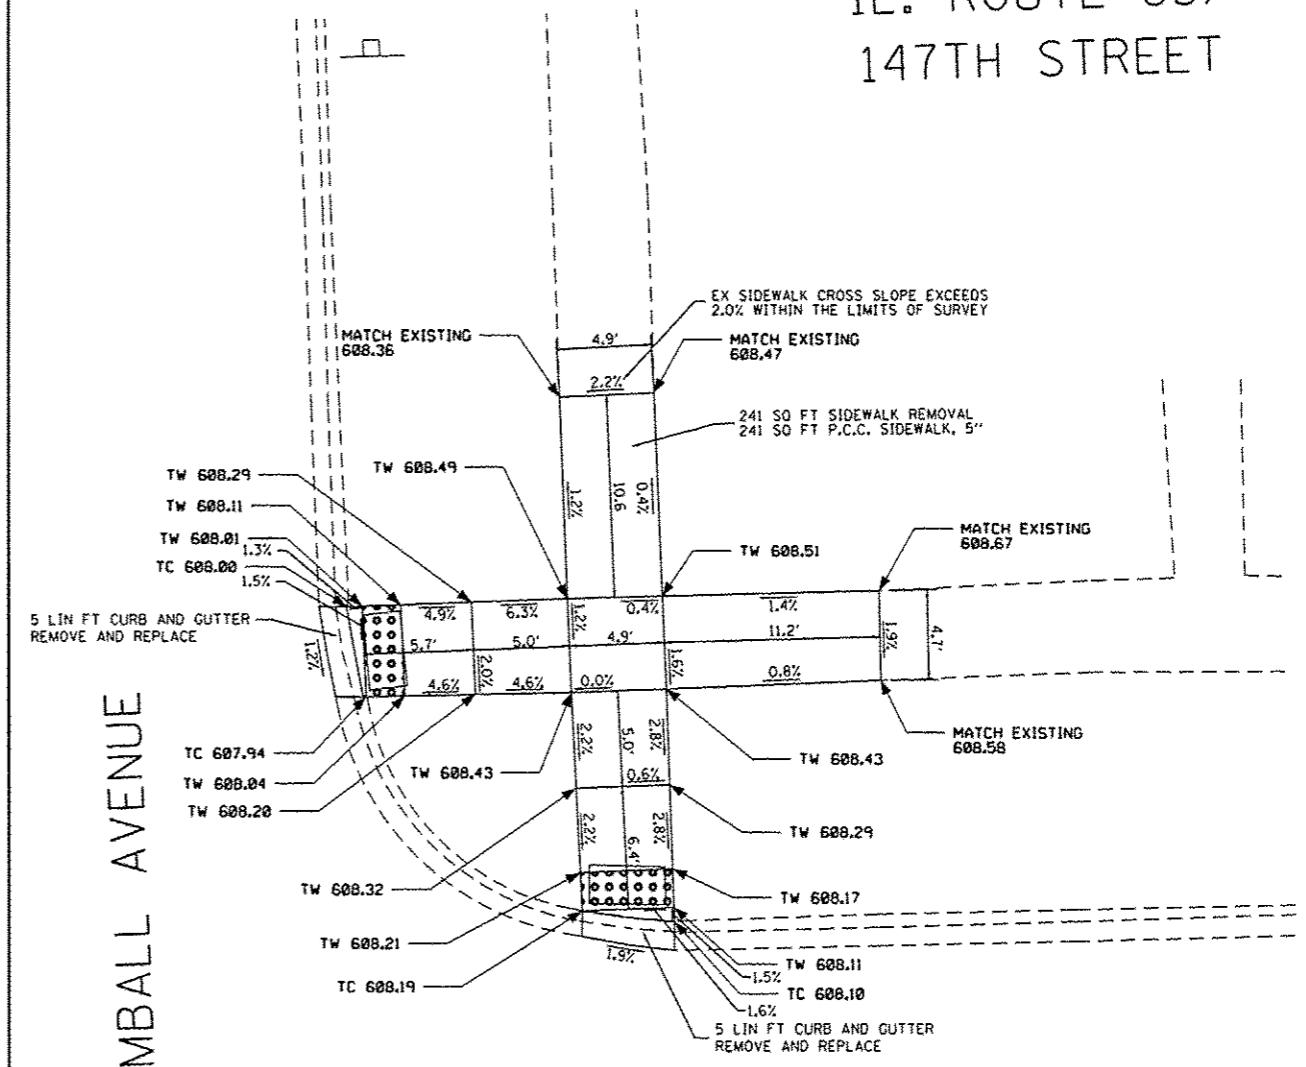 147TH STREET
EX SIDEWALK CROSS SLOPE EXCEEDS
2.0% WITHIN THE LIMITS OF SURVEY
MATCH EXISTING
608.36
4.9'
MATCH EXISTING
608.47
2.2%
241 SQ FT SIDEWALK REMOVAL
241 SQ FT P.C.C. SIDEWALK, 5"
TW 608.29
TW 608.49
TW 608.11
1.2%
10.6
0.4%
TW 608.01
1.3%
TC 608.00
1.5%
TW 608.51
MATCH EXISTING
608.67
5 LIN FT CURB AND GUTTER
REMOVE AND REPLACE
4.9%
6.3%
1.2%
0.4%
1.4%
1.2%
5.7'
5.0'
4.9'
11.2'
1.9%
4.7'
2.0%
1.6%
4.6%
4.6%
0.0%
0.8%
TC 607.94
TW 608.04
TW 608.20
TW 608.43
2.2%
5.0'
2.8%
TW 608.43
MATCH EXISTING
608.58
0.6%
2.2%
2.8%
6.4'
TW 608.29
TW 608.32
TW 608.17
TW 608.21
TC 608.19
1.9%
TW 608.11
1.5%
TC 608.10
1.6%
5 LIN FT CURB AND GUTTER
REMOVE AND REPLACE
MBALL AVENUE